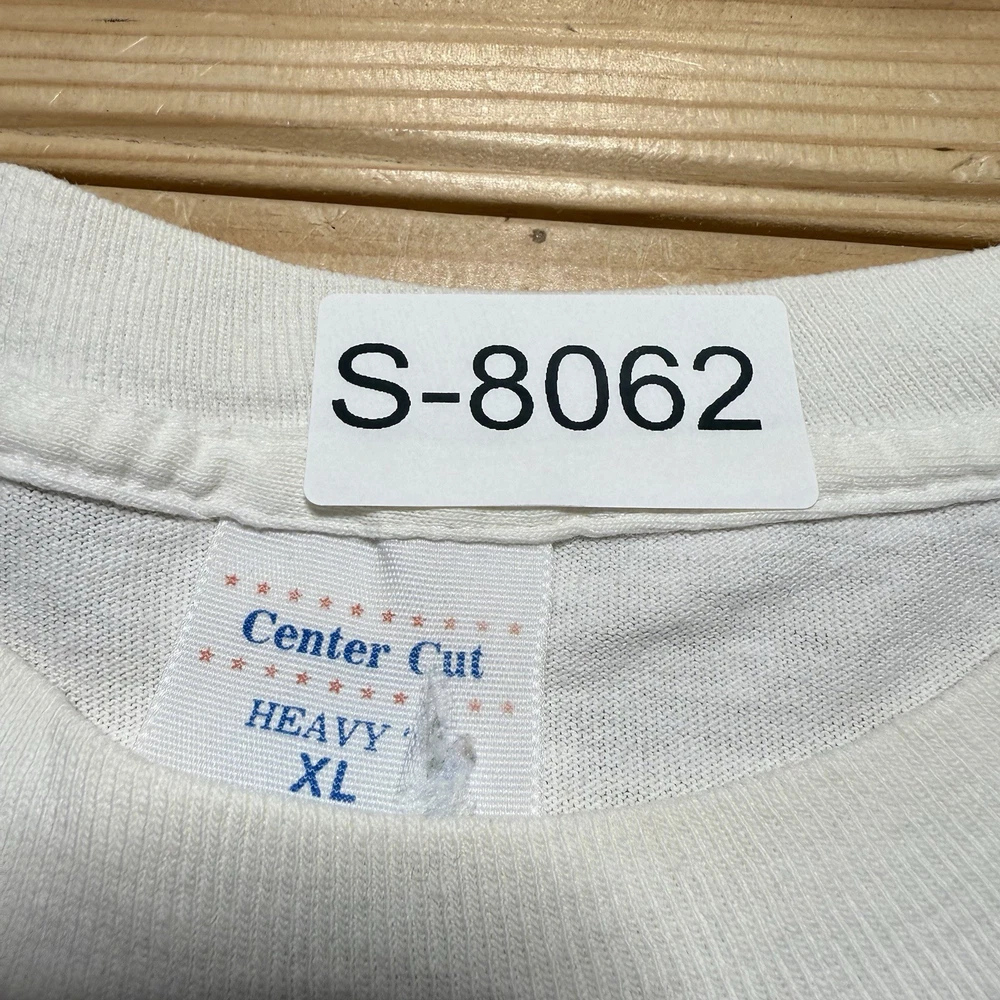 S-8062
Center Cut
HEAVY
XL